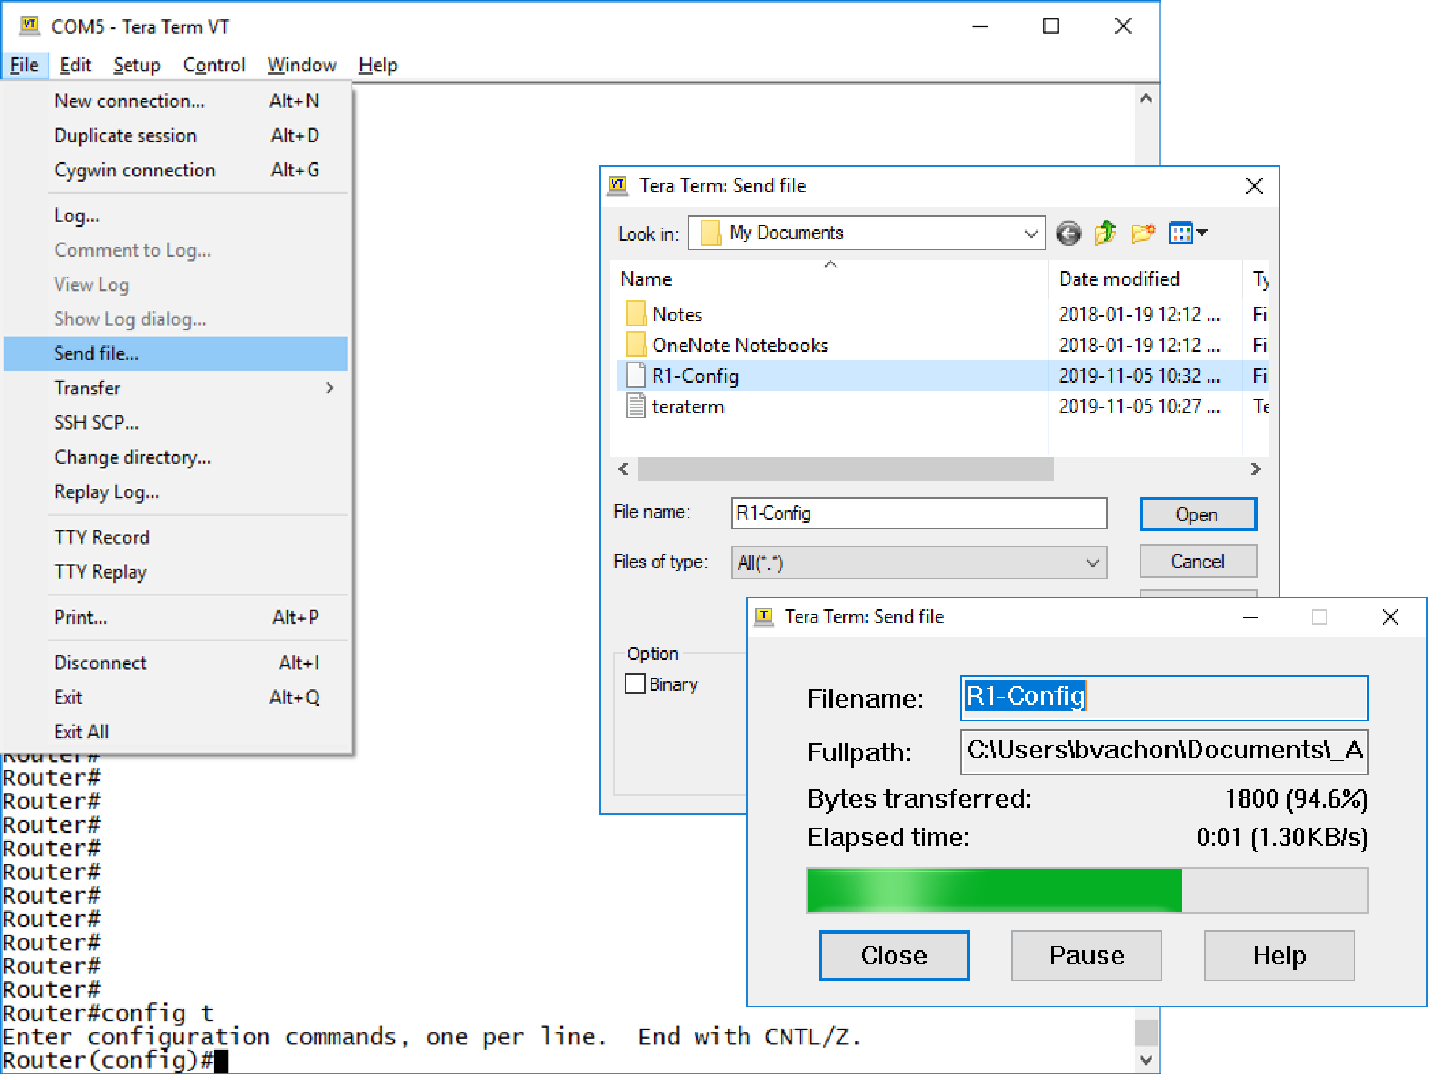 COM5 - Tera Term VT
File Edit Setup Control Window Help
New connection... Alt+N
Duplicate session Alt+D
Cygwin connection Alt+G
Log...
Comment to Log...
View Log
Show Log dialog...
Send file...
Transfer
SSH SCP...
Change directory...
Replay Log...
TTY Record
TTY Replay
Print... Alt+P
Disconnect Alt+I
Exit Alt+Q
Exit All
Router#
Router#
Router#
Router#
Router#
Router#
Router#
Router#
Router#
Router#
Router#
Router#config t
Enter configuration commands, one per line.  End with CNTL/Z.
Router(config)#
Tera Term: Send file
Look in: My Documents
Name Date modified Ty
Notes 2018-01-19 12:12 ... Fi
OneNote Notebooks 2018-01-19 12:12 ... Fi
R1-Config 2019-11-05 10:32 ... Fi
teraterm 2019-11-05 10:27 ... Te
File name: R1-Config Open
Files of type: All(*.*) Cancel
Option
Binary
Tera Term: Send file
Filename: R1-Config
Fullpath: C:\Users\bvachon\Documents\_A
Bytes transferred: 1800 (94.6%)
Elapsed time: 0:01 (1.30KB/s)
Close Pause Help